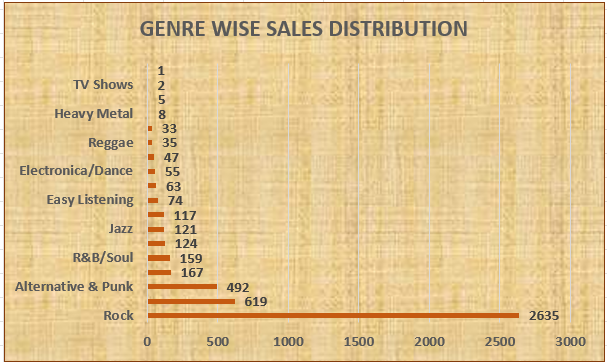 GENRE WISE SALES DISTRIBUTION
1
TV Shows 2
5
Heavy Metal 8
33
Reggae 35
47
Electronica/Dance 55
63
Easy Listening 74
117
Jazz 121
124
R&B/Soul 159
167
Alternative & Punk 492
619
Rock 2635
0 500 1000 1500 2000 2500 3000